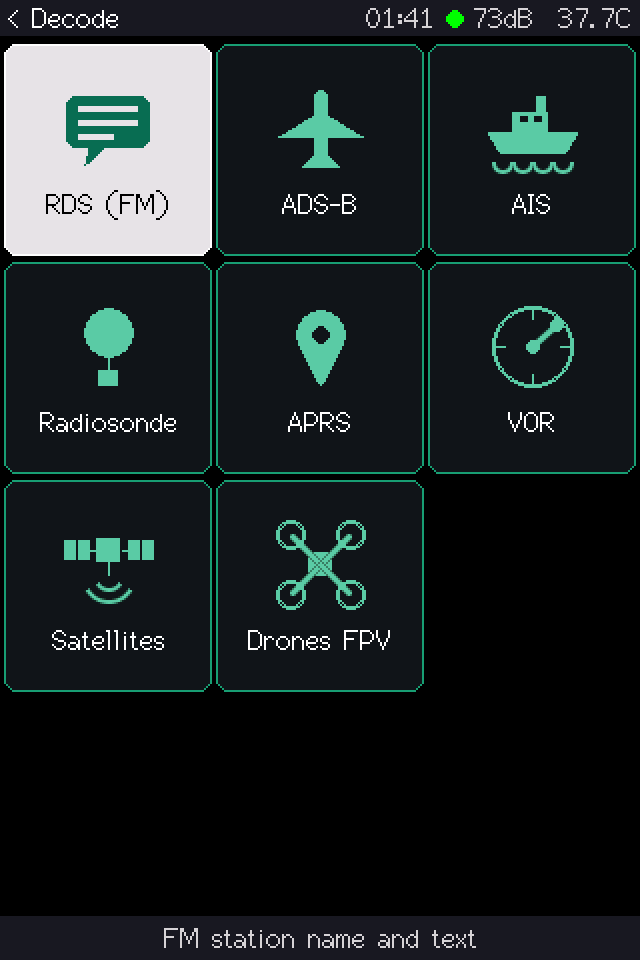 < Decode 01:41 73dB 37.7C
RDS (FM) ADS-B AIS
Radiosonde APRS VOR
Satellites Drones FPV
FM station name and text